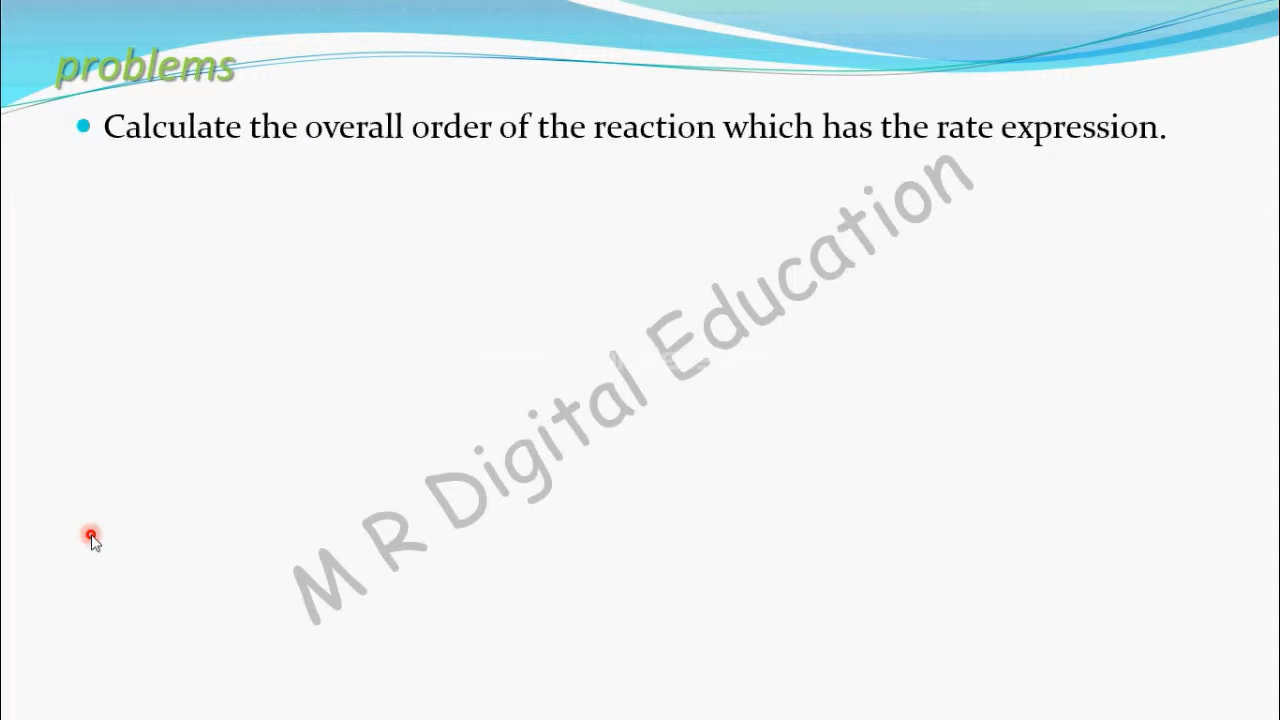 problems
Calculate the overall order of the reaction which has the rate expression.
M R Digital Education